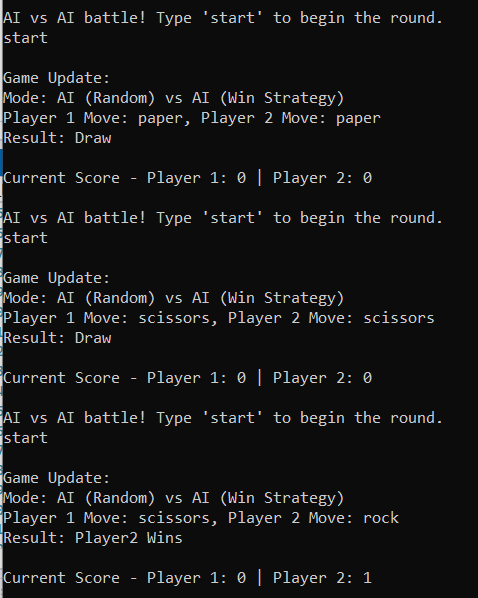 AI vs AI battle! Type 'start' to begin the round.
start
Game Update:
Mode: AI (Random) vs AI (Win Strategy)
Player 1 Move: paper, Player 2 Move: paper
Result: Draw
Current Score - Player 1: 0 | Player 2: 0
AI vs AI battle! Type 'start' to begin the round.
start
Game Update:
Mode: AI (Random) vs AI (Win Strategy)
Player 1 Move: scissors, Player 2 Move: scissors
Result: Draw
Current Score - Player 1: 0 | Player 2: 0
AI vs AI battle! Type 'start' to begin the round.
start
Game Update:
Mode: AI (Random) vs AI (Win Strategy)
Player 1 Move: scissors, Player 2 Move: rock
Result: Player2 Wins
Current Score - Player 1: 0 | Player 2: 1